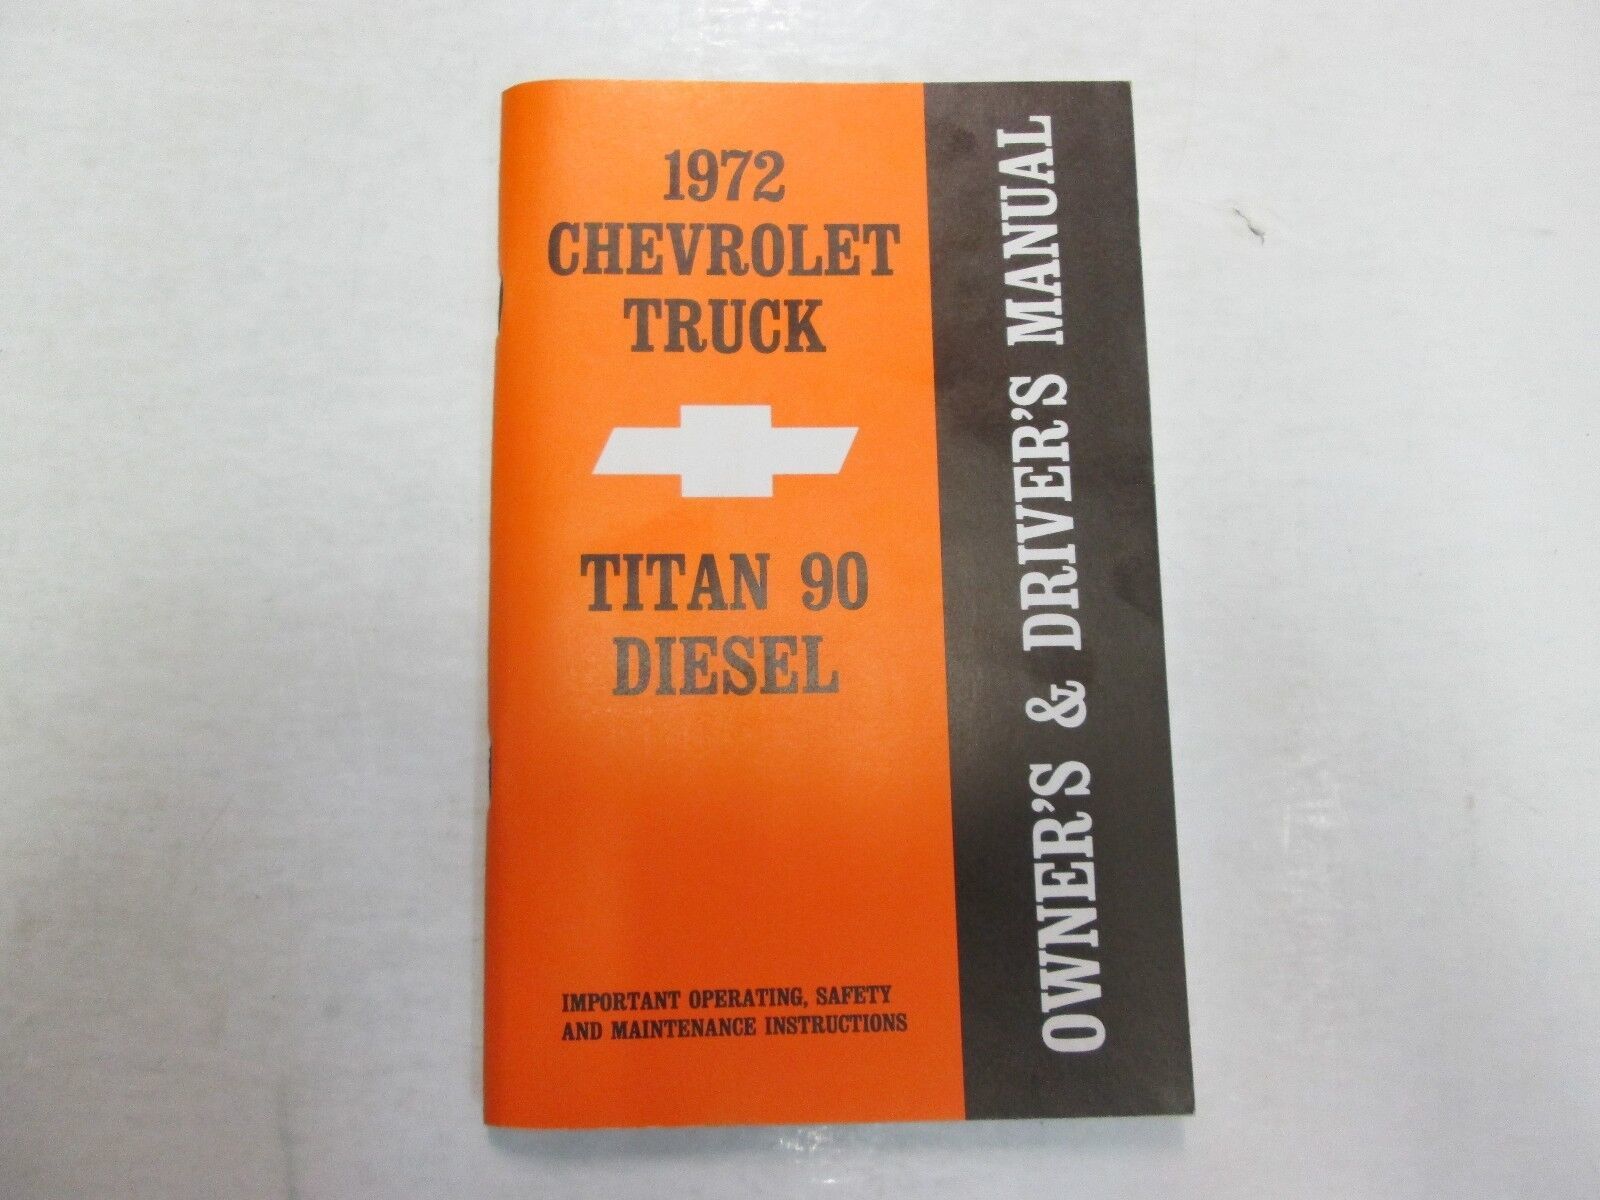 1972
CHEVROLET
TRUCK
TITAN 90
DIESEL
IMPORTANT OPERATING, SAFETY
AND MAINTENANCE INSTRUCTIONS
OWNER'S & DRIVER'S MANUAL